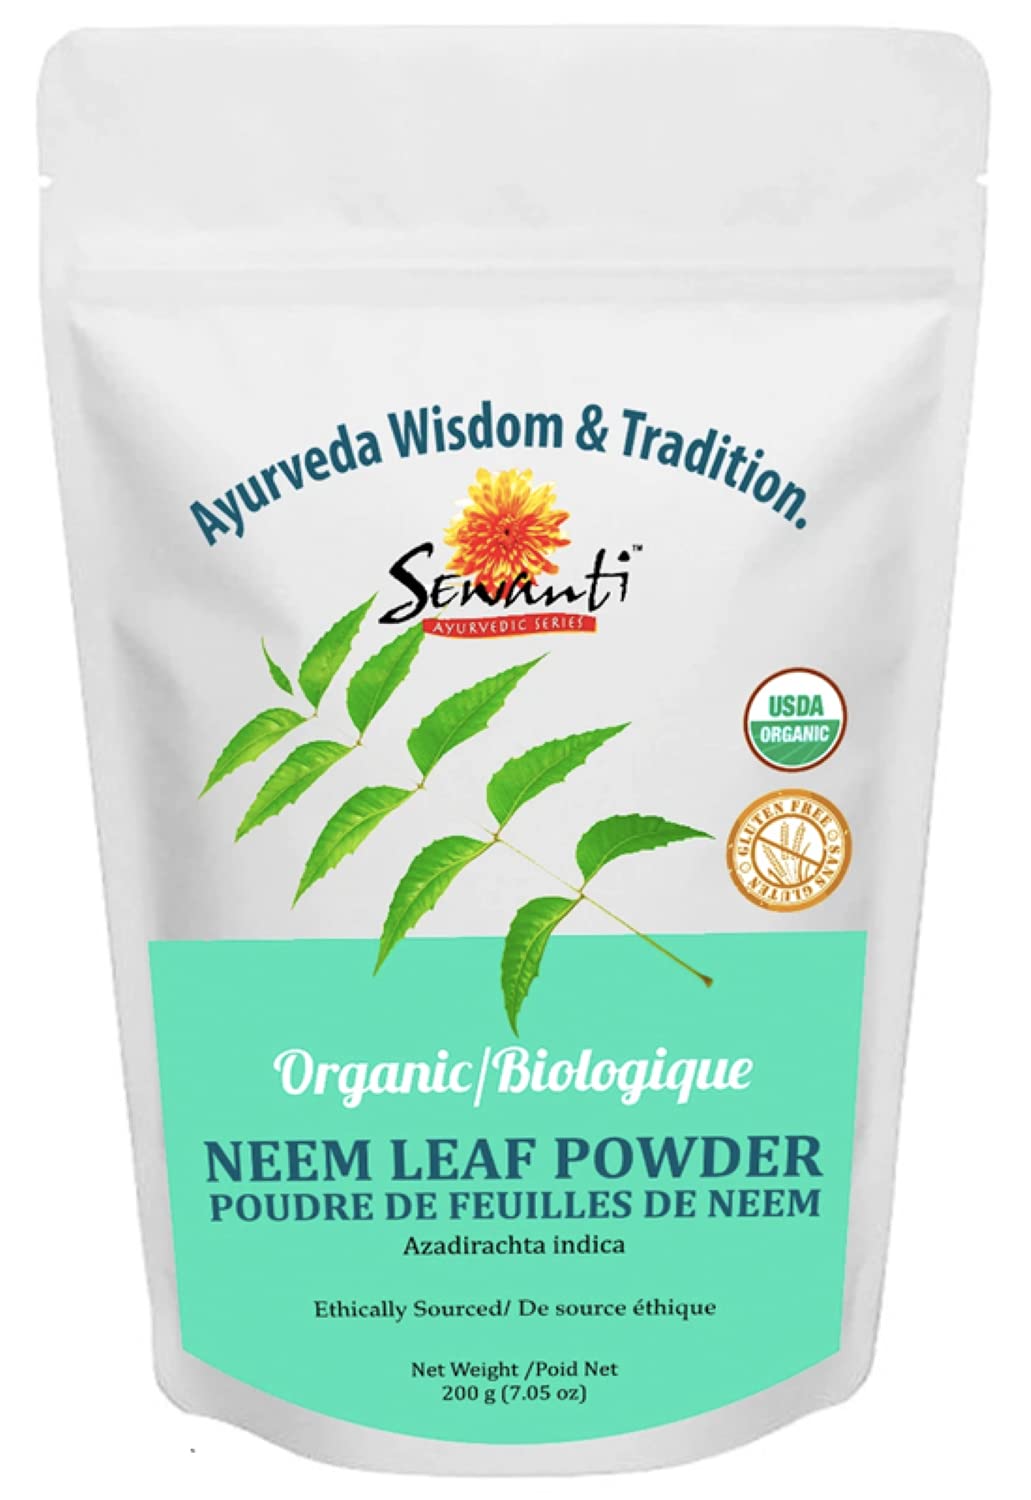 Ayurveda Wisdom & Tradition.
Sewanti™
AYURVEDIC SERIES
USDA
ORGANIC
GLUTEN FREE
SANS GLUTEN
Organic/Biologique
NEEM LEAF POWDER
POUDRE DE FEUILLES DE NEEM
Azadirachta indica
Ethically Sourced/ De source éthique
Net Weight /Poid Net
200 g (7.05 oz)